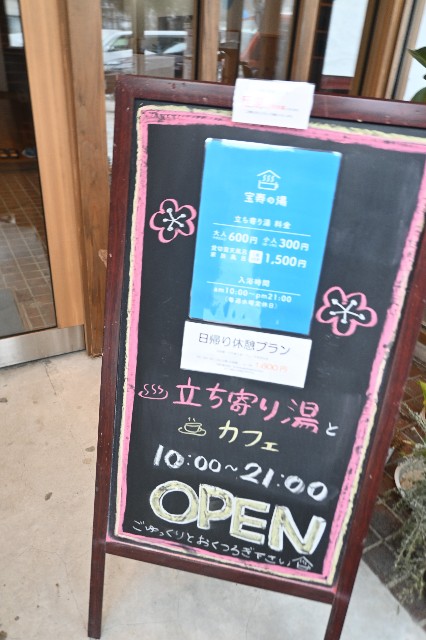 宝寿の湯
立ち寄り湯 料金
大人 600円 小人 300円
1,500円
入浴時間
am10:00〜pm21:00
日帰り休憩プラン
立ち寄り湯と
カフェ
10:00〜21:00
OPEN
ごゆっくりとおくつろぎ下さい